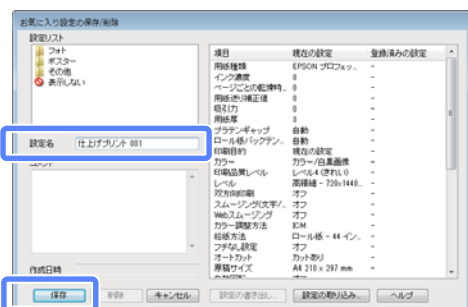 お気に入り設定の保存/削除
設定リスト
フォト
ポスター
その他
表示しない
設定名 仕上げプリント 001
コメント
作成日時
項目 現在の設定 登録済みの設定
用紙種類 EPSON プロフェッ... -
インク濃度 0 -
ページごとの乾燥時... 0 -
用紙送り補正値 0 -
吸引力 0 -
用紙厚 3 -
プラテンギャップ 自動 -
ロール紙バックテン... 自動 -
印刷目的 現在の設定 -
カラー カラー/白黒画像 -
印刷品質レベル レベル4 (きれい) -
レベル 高精細 - 720x1440... -
双方向印刷 オフ -
スムージング(文字/... オフ -
Webスムージング オフ -
カラー調整方法 ICM -
給紙方法 ロール紙 - 44 イン... -
フチなし設定 オフ -
オートカット カットあり -
原稿サイズ A4 210 x 297 mm -
保存 削除 キャンセル 設定の書き出し... 設定の取り込み... ヘルプ